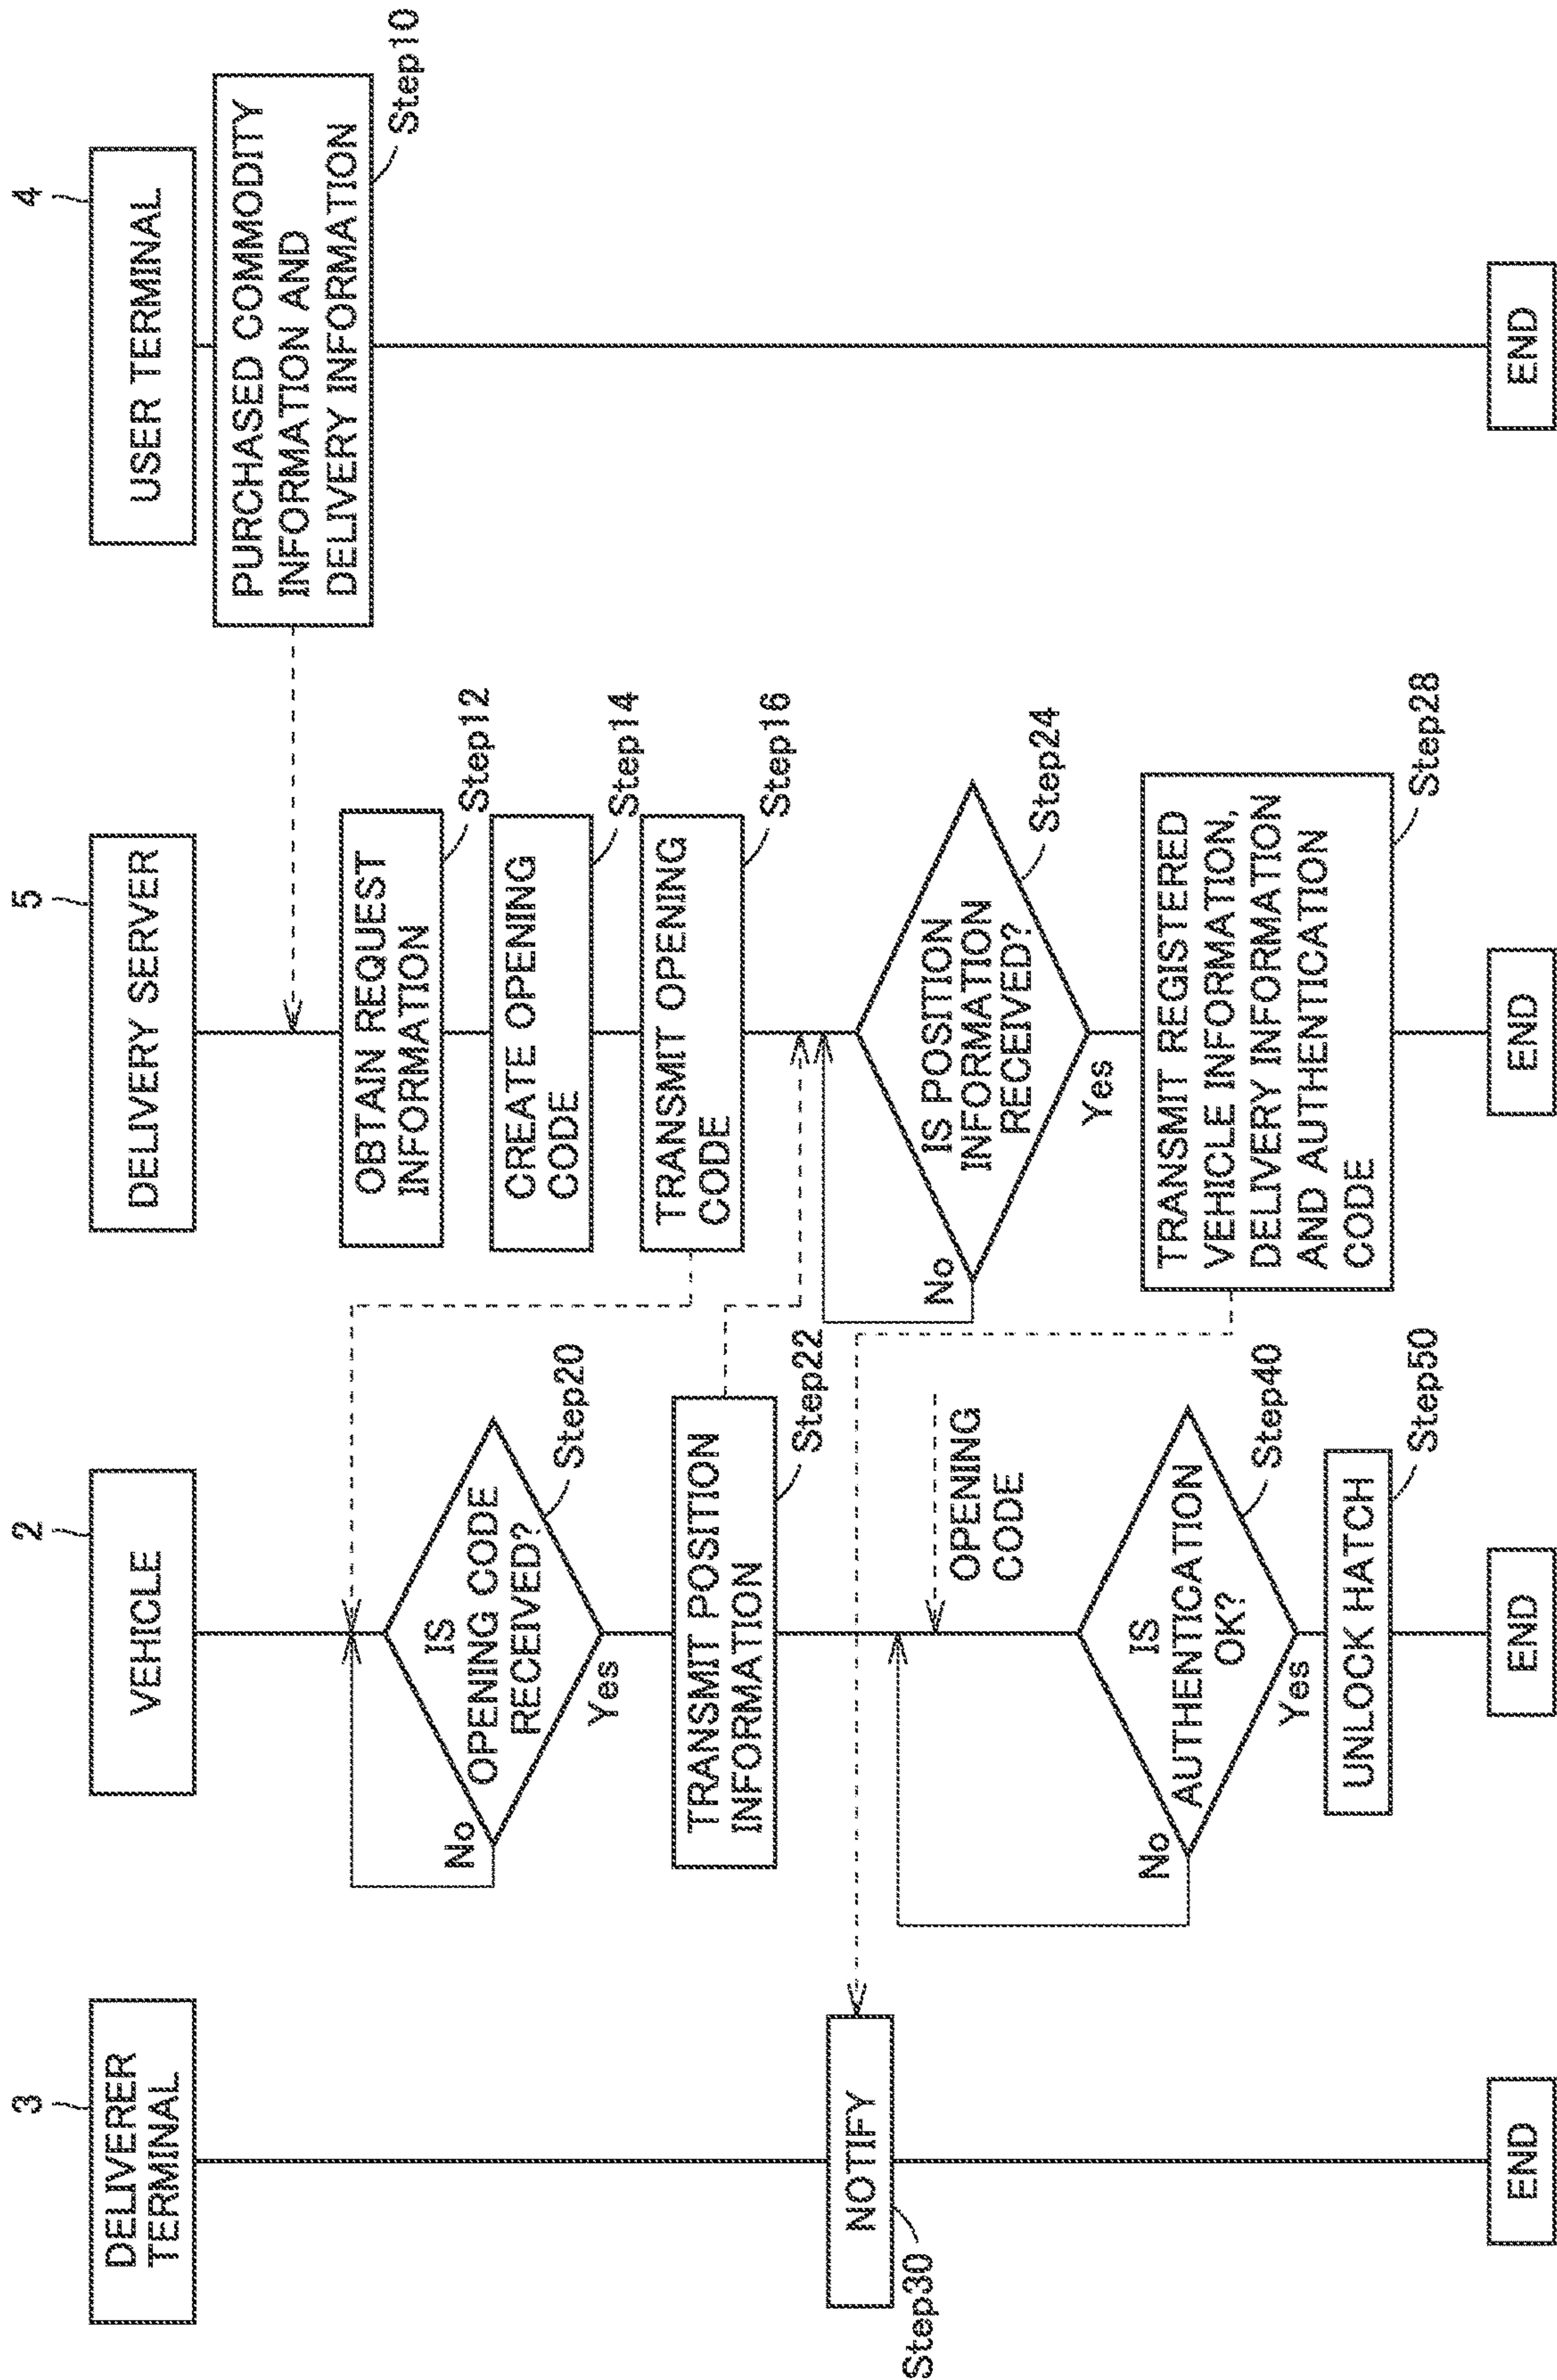 3
DELIVERER
TERMINAL
2
VEHICLE
5
DELIVERY SERVER
4
USER TERMINAL
PURCHASED COMMODITY
INFORMATION AND
DELIVERY INFORMATION
Step10
OBTAIN REQUEST
INFORMATION
Step12
CREATE OPENING
CODE
Step14
TRANSMIT OPENING
CODE
Step16
IS
OPENING CODE
RECEIVED?
No
Yes
Step20
TRANSMIT POSITION
INFORMATION
Step22
IS POSITION
INFORMATION
RECEIVED?
No
Yes
Step24
TRANSMIT REGISTERED
VEHICLE INFORMATION,
DELIVERY INFORMATION
AND AUTHENTICATION
CODE
Step28
NOTIFY
Step30
OPENING
CODE
IS
AUTHENTICATION
OK?
No
Yes
Step40
UNLOCK HATCH
Step50
END
END
END
END